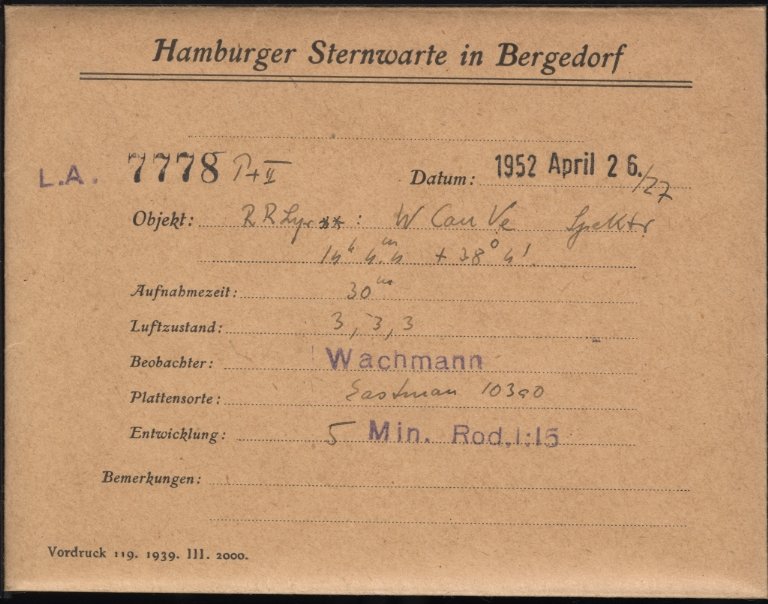 Hamburger Sternwarte in Bergedorf
L.A. 7778 P+II Datum: 1952 April 26./27
Objekt: RR Lyr ** : W Can Ve Spektr
14h 4.m4 +38° 4'
Aufnahmezeit: 30m
Luftzustand: 3, 3, 3
Beobachter: Wachmann
Plattensorte: Eastman 103a0
Entwicklung: 5 Min. Rod.1:15
Bemerkungen:
Vordruck 119. 1939. III. 2000.